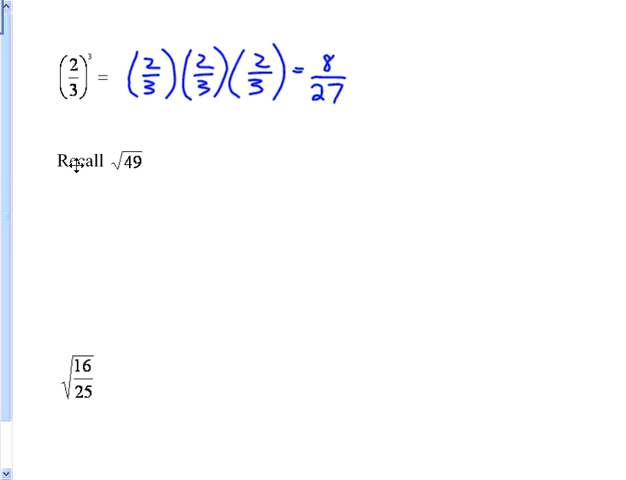 (2/3)³ = (2/3)(2/3)(2/3) = 8/27
Recall √49
√(16/25)